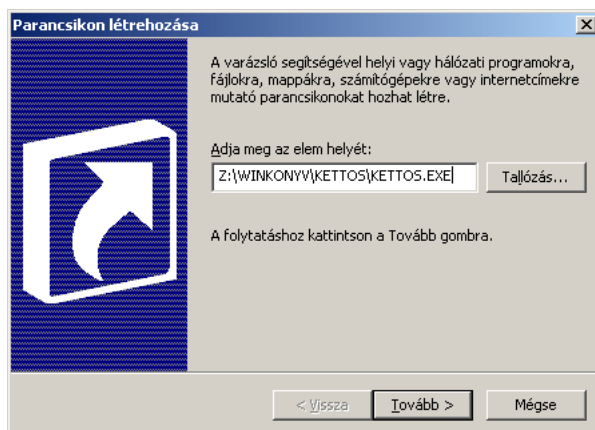 Parancsikon létrehozása
A varázsló segítségével helyi vagy hálózati programokra,
fájlokra, mappákra, számítógépekre vagy internetcímekre
mutató parancsikonokat hozhat létre.
Adja meg az elem helyét:
Z:\WINKONYV\KETTOS\KETTOS.EXE
Tallózás...
A folytatáshoz kattintson a Tovább gombra.
< Vissza
Tovább >
Mégse